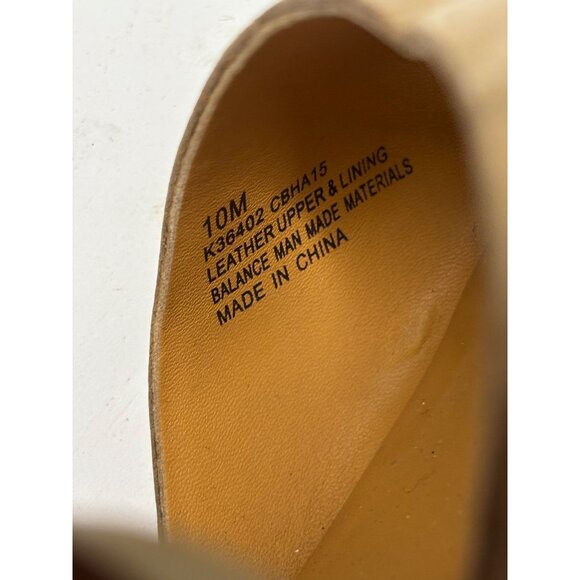 10M
K36402 CBHA15
LEATHER UPPER & LINING
BALANCE MAN MADE MATERIALS
MADE IN CHINA